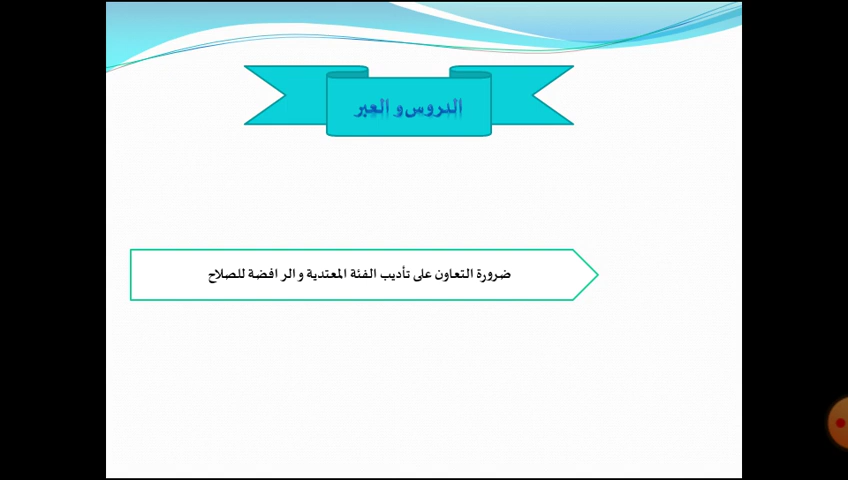 الدروس و العبر
ضرورة التعاون على تأديب الفئة المعتدية و الرافضة للصلاح